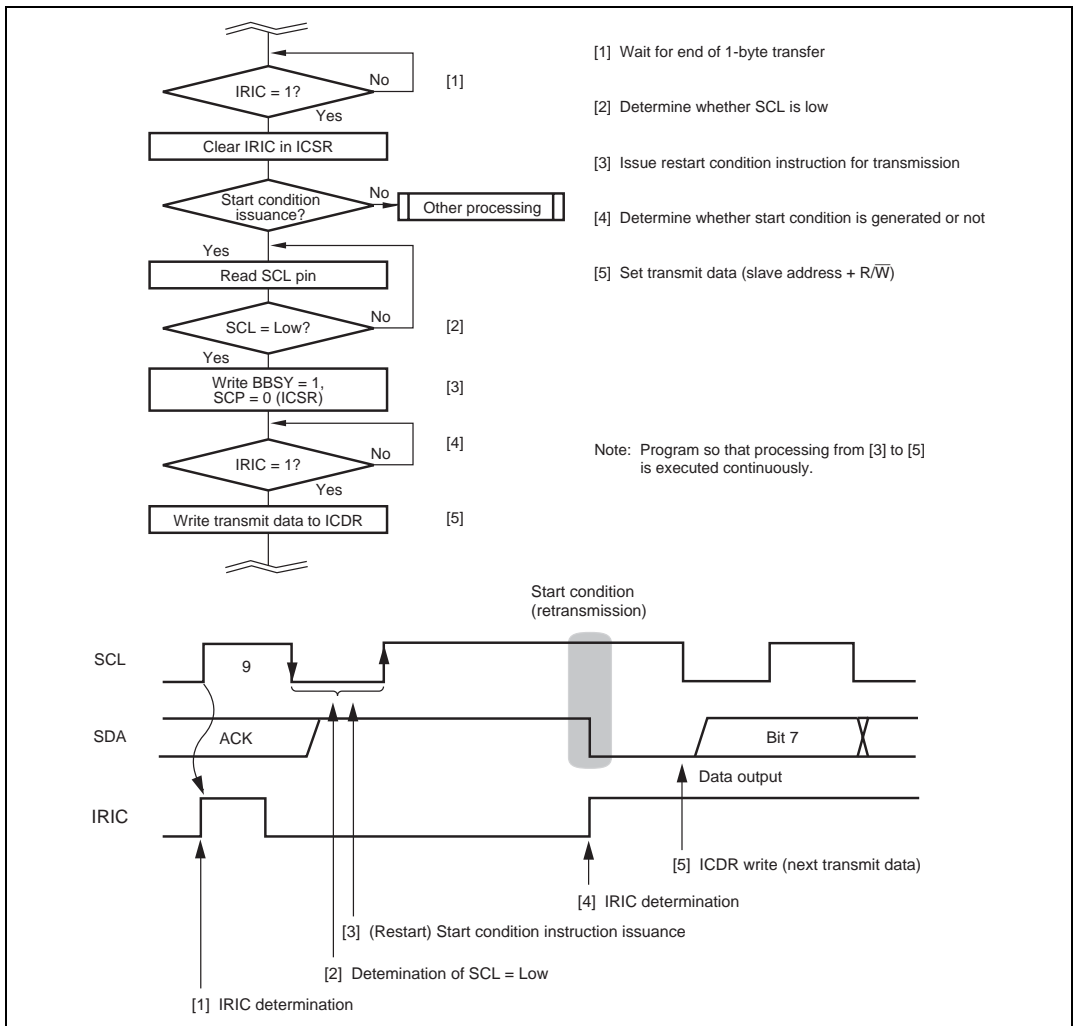 IRIC = 1?
No
[1]
Yes
Clear IRIC in ICSR
Start condition
issuance?
No
Other processing
Yes
Read SCL pin
SCL = Low?
No
[2]
Yes
Write BBSY = 1,
SCP = 0 (ICSR)
[3]
IRIC = 1?
No
[4]
Yes
Write transmit data to ICDR
[5]
[1] Wait for end of 1-byte transfer
[2] Determine whether SCL is low
[3] Issue restart condition instruction for transmission
[4] Determine whether start condition is generated or not
[5] Set transmit data (slave address + R/W̅)
Note: Program so that processing from [3] to [5]
is executed continuously.
Start condition
(retransmission)
SCL
9
SDA
ACK
Bit 7
Data output
IRIC
[5] ICDR write (next transmit data)
[4] IRIC determination
[3] (Restart) Start condition instruction issuance
[2] Detemination of SCL = Low
[1] IRIC determination